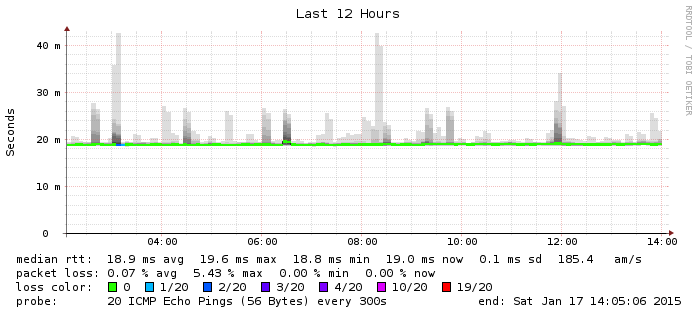 Last 12 Hours
RRDTOOL / TOBI OETIKER
Seconds
40 m
30 m
20 m
10 m
0
04:00 06:00 08:00 10:00 12:00 14:00
median rtt: 18.9 ms avg 19.6 ms max 18.8 ms min 19.0 ms now 0.1 ms sd 185.4 am/s
packet loss: 0.07 % avg 5.43 % max 0.00 % min 0.00 % now
loss color: 0 1/20 2/20 3/20 4/20 10/20 19/20
probe: 20 ICMP Echo Pings (56 Bytes) every 300s end: Sat Jan 17 14:05:06 2015